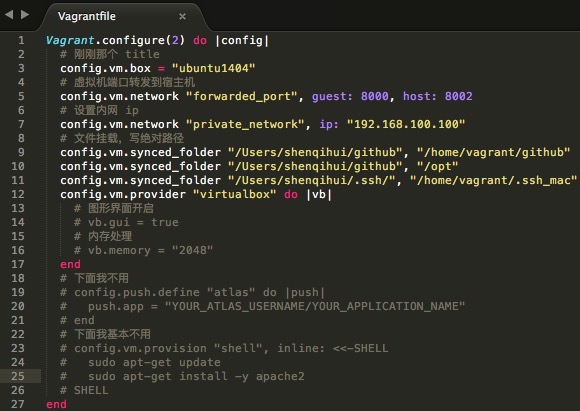 Vagrantfile ×
1 Vagrant.configure(2) do |config|
2 # 刚刚那个 title
3 config.vm.box = "ubuntu1404"
4 # 虚拟机端口转发到宿主机
5 config.vm.network "forwarded_port", guest: 8000, host: 8002
6 # 设置内网 ip
7 config.vm.network "private_network", ip: "192.168.100.100"
8 # 文件挂载，写绝对路径
9 config.vm.synced_folder "/Users/shenqihui/github", "/home/vagrant/github"
10 config.vm.synced_folder "/Users/shenqihui/github", "/opt"
11 config.vm.synced_folder "/Users/shenqihui/.ssh/", "/home/vagrant/.ssh_mac"
12 config.vm.provider "virtualbox" do |vb|
13 # 图形界面开启
14 # vb.gui = true
15 # 内存处理
16 # vb.memory = "2048"
17 end
18 # 下面我不用
19 # config.push.define "atlas" do |push|
20 # push.app = "YOUR_ATLAS_USERNAME/YOUR_APPLICATION_NAME"
21 # end
22 # 下面我基本不用
23 # config.vm.provision "shell", inline: <<-SHELL
24 # sudo apt-get update
25 # sudo apt-get install -y apache2
26 # SHELL
27 end